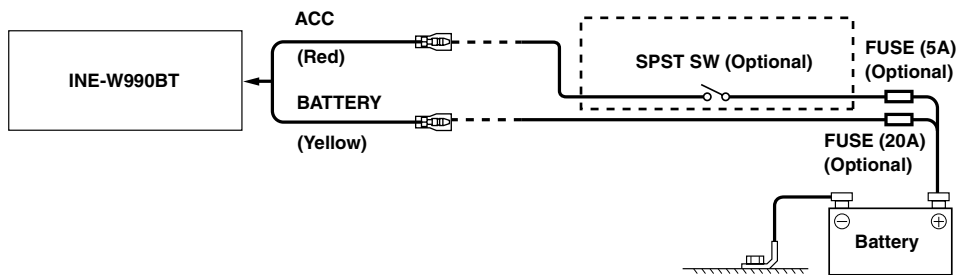 ACC
(Red)
INE-W990BT
BATTERY
(Yellow)
SPST SW (Optional)
FUSE (5A)
(Optional)
FUSE (20A)
(Optional)
Battery